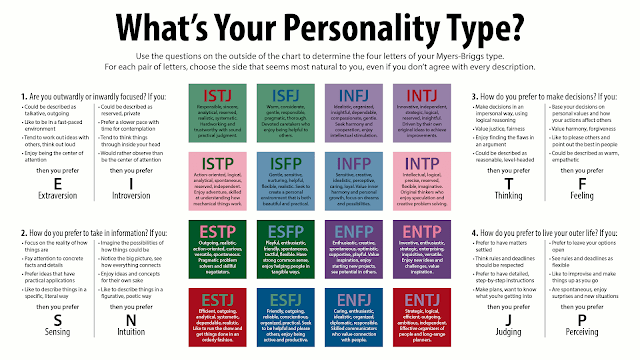 What's Your Personality Type?
Use the questions on the outside of the chart to determine the four letters of your Myers-Briggs type.
For each pair of letters, choose the side that seems most natural to you, even if you don't agree with every description.
1. Are you outwardly or inwardly focused? If you:
• Could be described as
talkative, outgoing
• Like to be in a fast-paced
environment
• Tend to work out ideas with
others, think out loud
• Enjoy being the center of
attention
then you prefer
E
Extraversion
• Could be described as
reserved, private
• Prefer a slower pace with
time for contemplation
• Tend to think things
through inside your head
• Would rather observe than
be the center of attention
then you prefer
I
Introversion
2. How do you prefer to take in information? If you:
• Focus on the reality of how
things are
• Pay attention to concrete
facts and details
• Prefer ideas that have
practical applications
• Like to describe things in a
specific, literal way
then you prefer
S
Sensing
• Imagine the possibilities of
how things could be
• Notice the big picture, see
how everything connects
• Enjoy ideas and concepts
for their own sake
• Like to describe things in a
figurative, poetic way
then you prefer
N
Intuition
ISTJ
Responsible, sincere,
analytical, reserved,
realistic, systematic.
Hardworking and
trustworthy with sound
practical judgment.
ISFJ
Warm, considerate,
gentle, responsible,
pragmatic, thorough.
Devoted caretakers who
enjoy being helpful to
others.
INFJ
Idealistic, organized,
insightful, dependable,
compassionate, gentle.
Seek harmony and
cooperation, enjoy
intellectual stimulation.
INTJ
Innovative, independent,
strategic, logical,
reserved, insightful.
Driven by their own
original ideas to achieve
improvements.
ISTP
Action-oriented, logical,
analytical, spontaneous,
reserved, independent.
Enjoy adventure, skilled
at understanding how
mechanical things work.
ISFP
Gentle, sensitive,
nurturing, helpful,
flexible, realistic. Seek to
create a personal
environment that is both
beautiful and practical.
INFP
Sensitive, creative,
idealistic, perceptive,
caring, loyal. Value inner
harmony and personal
growth, focus on dreams
and possibilities.
INTP
Intellectual, logical,
precise, reserved,
flexible, imaginative.
Original thinkers who
enjoy speculation and
creative problem solving.
ESTP
Outgoing, realistic,
action-oriented, curious,
versatile, spontaneous.
Pragmatic problem
solvers and skillful
negotiators.
ESFP
Playful, enthusiastic,
friendly, spontaneous,
tactful, flexible. Have
strong common sense,
enjoy helping people in
tangible ways.
ENFP
Enthusiastic, creative,
spontaneous, optimistic,
supportive, playful. Value
inspiration, enjoy
starting new projects,
see potential in others.
ENTP
Inventive, enthusiastic,
strategic, enterprising,
inquisitive, versatile.
Enjoy new ideas and
challenges, value
inspiration.
ESTJ
Efficient, outgoing,
analytical, systematic,
dependable, realistic.
Like to run the show and
get things done in an
orderly fashion.
ESFJ
Friendly, outgoing,
reliable, conscientious,
organized, practical. Seek
to be helpful and please
others, enjoy being
active and productive.
ENFJ
Caring, enthusiastic,
idealistic, organized,
diplomatic, responsible.
Skilled communicators
who value connection
with people.
ENTJ
Strategic, logical,
efficient, outgoing,
ambitious, independent.
Effective organizers of
people and long-range
planners.
3. How do you prefer to make decisions? If you:
• Make decisions in an
impersonal way, using
logical reasoning
• Value justice, fairness
• Enjoy finding the flaws in
an argument
• Could be described as
reasonable, level-headed
then you prefer
T
Thinking
• Base your decisions on
personal values and how
your actions affect others
• Value harmony, forgiveness
• Like to please others and
point out the best in people
• Could be described as warm,
empathetic
then you prefer
F
Feeling
4. How do you prefer to live your outer life? If you:
• Prefer to have matters
settled
• Think rules and deadlines
should be respected
• Prefer to have detailed,
step-by-step instructions
• Make plans, want to know
what you're getting into
then you prefer
J
Judging
• Prefer to leave your options
open
• See rules and deadlines as
flexible
• Like to improvise and make
things up as you go
• Are spontaneous, enjoy
surprises and new situations
then you prefer
P
Perceiving